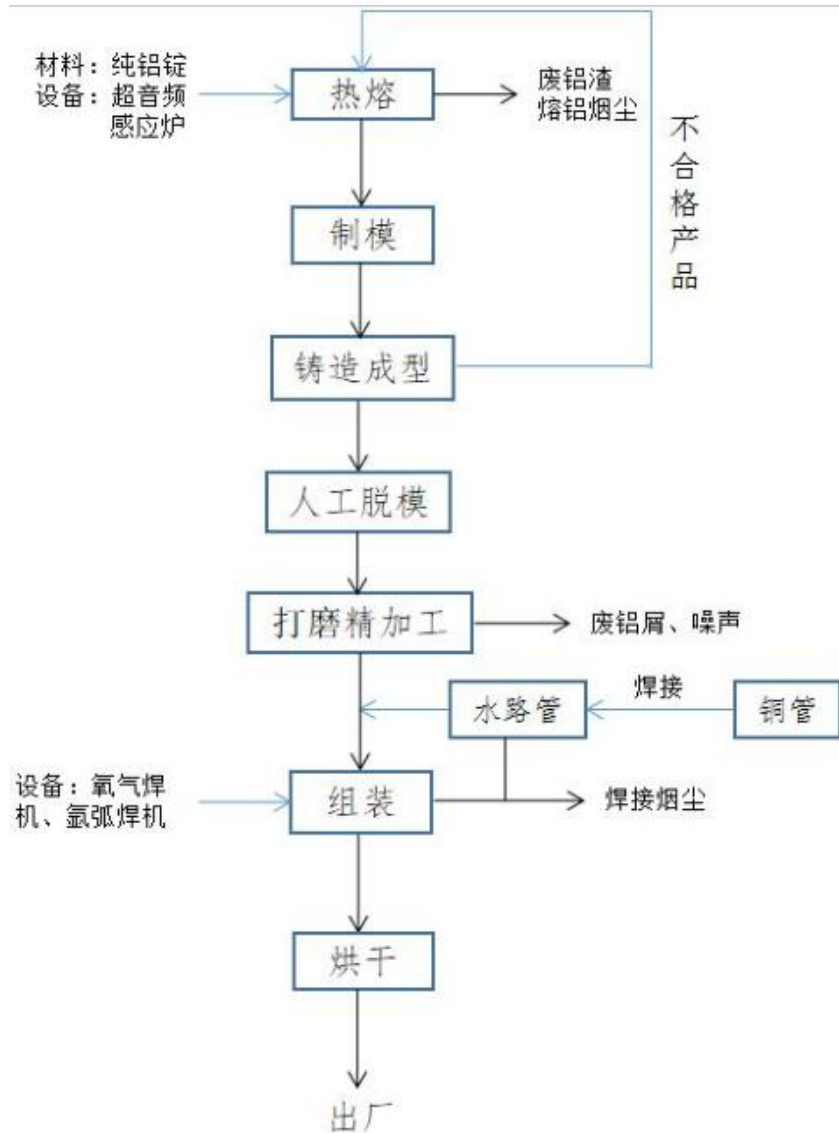 材料：纯铝锭
设备：超音频
感应炉
热熔
废铝渣
熔铝烟尘
不合格产品
制模
铸造成型
人工脱模
打磨精加工
废铝屑、噪声
水路管
焊接
铜管
设备：氧气焊
机、氩弧焊机
组装
焊接烟尘
烘干
出厂